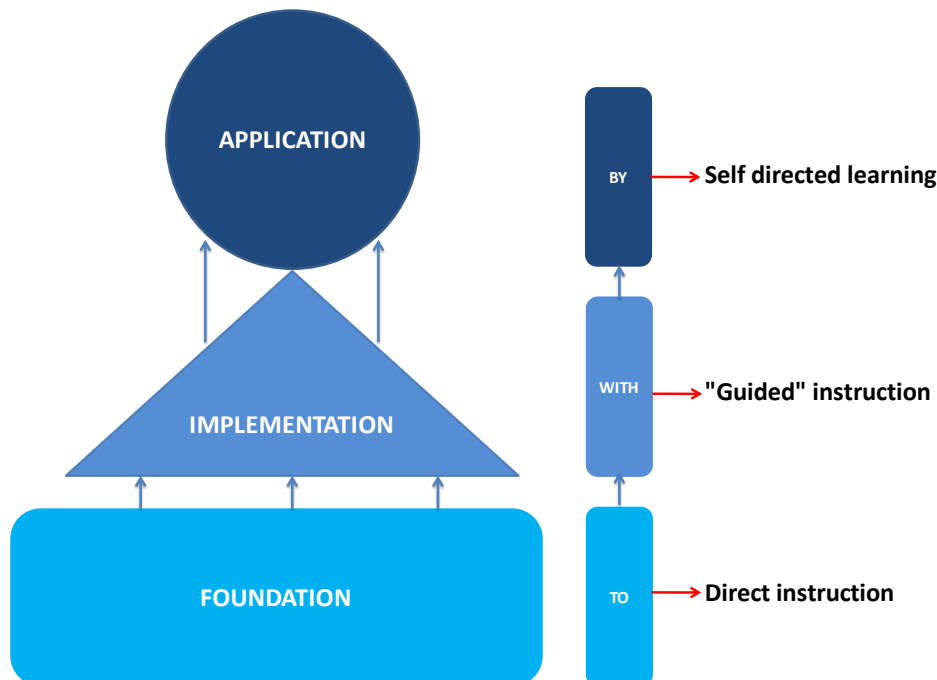 APPLICATION
BY
Self directed learning
IMPLEMENTATION
WITH
"Guided" instruction
FOUNDATION
TO
Direct instruction